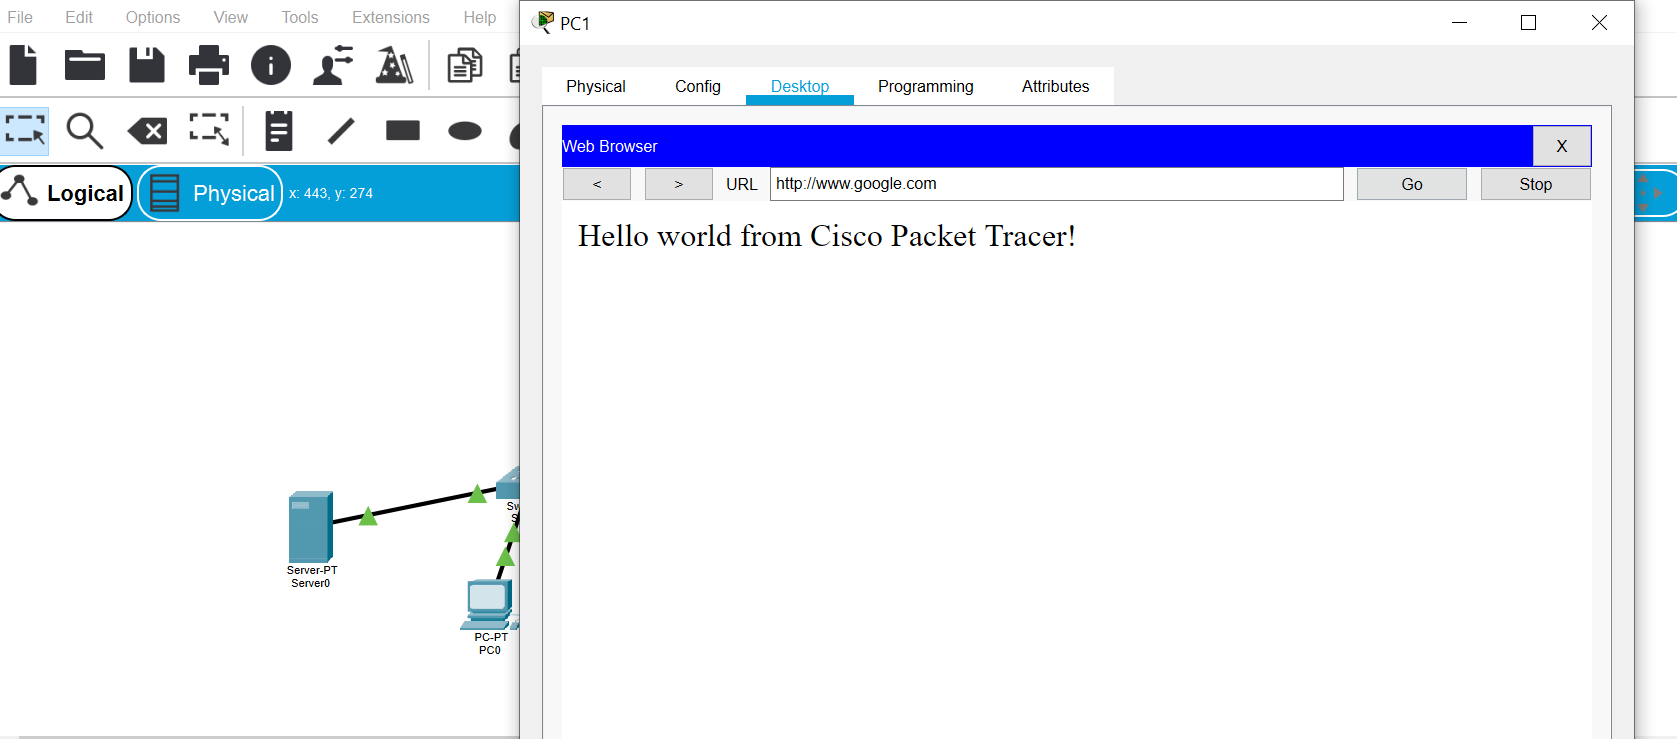 File Edit Options View Tools Extensions Help
PC1
Physical Config Desktop Programming Attributes
Web Browser
X
< > URL http://www.google.com Go Stop
Logical Physical x: 443, y: 274
Hello world from Cisco Packet Tracer!
Server-PT
Server0
PC-PT
PC0